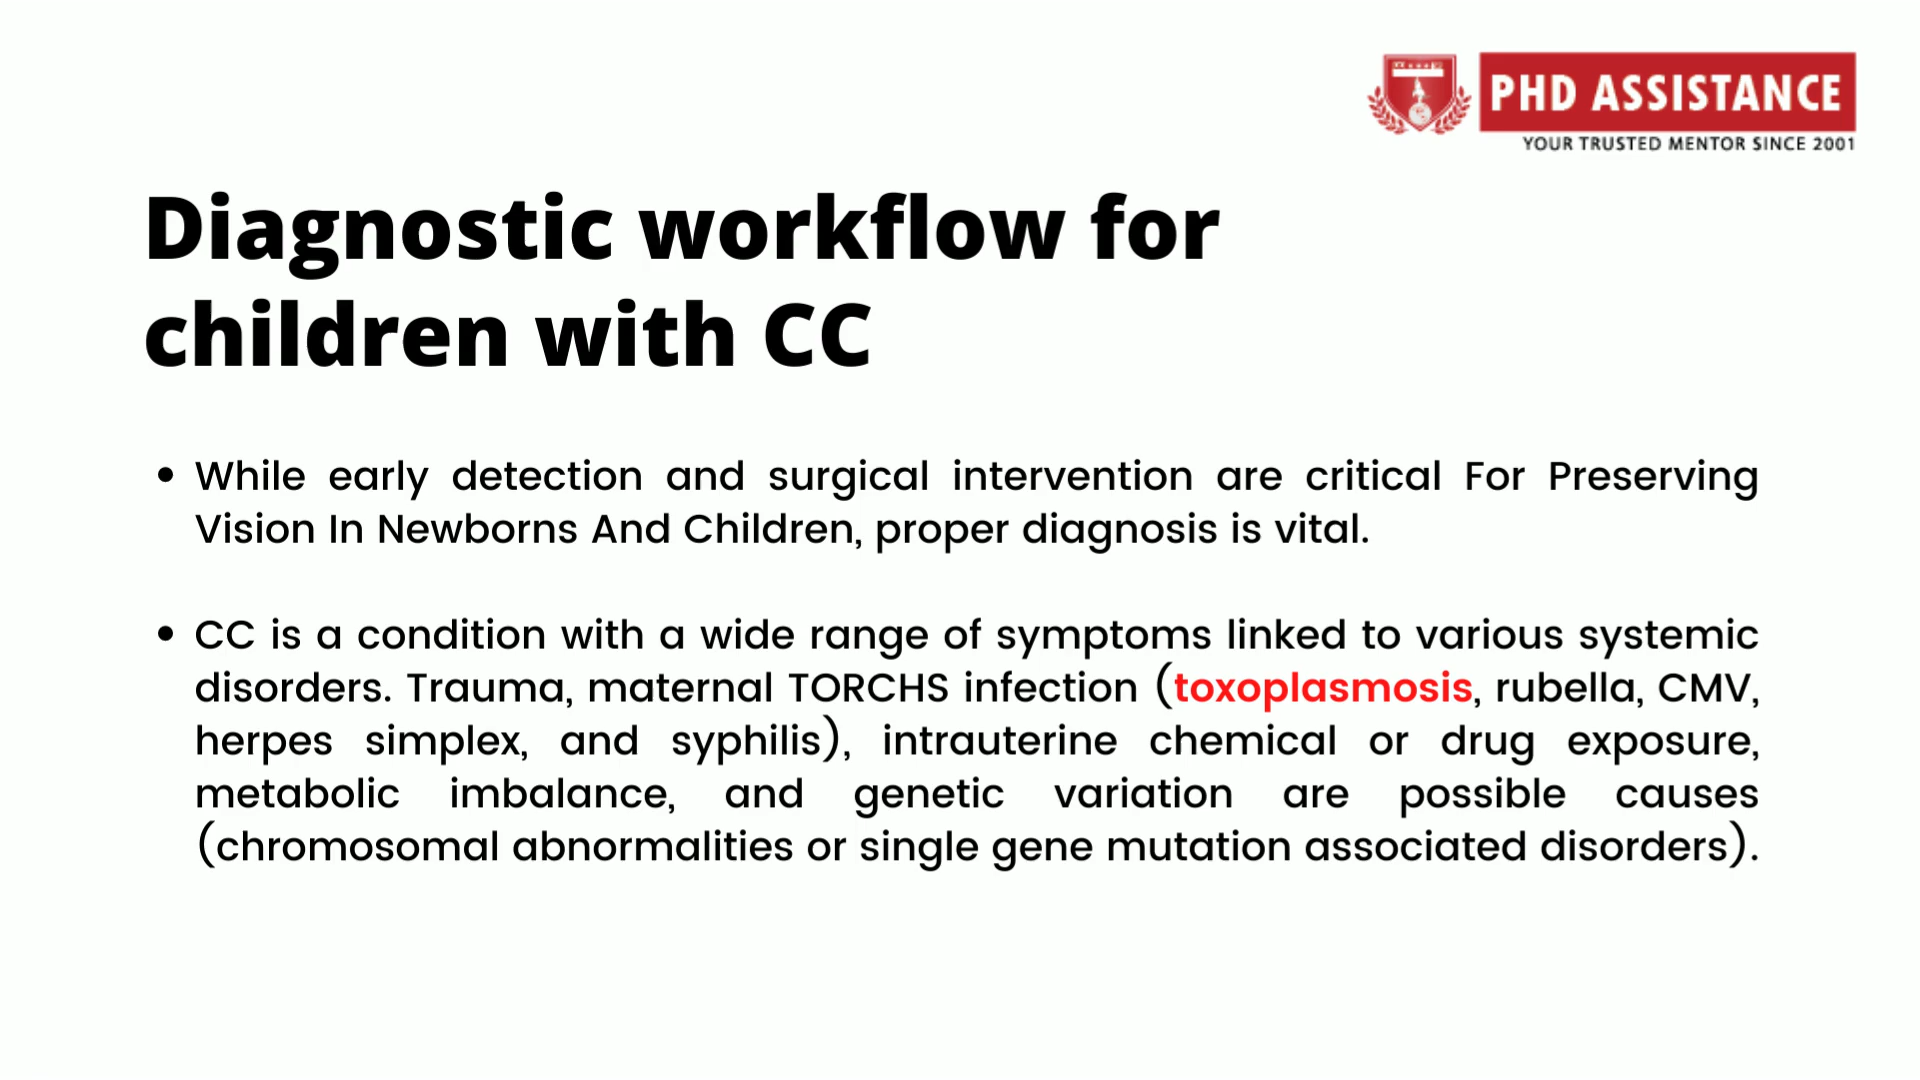 PHD ASSISTANCE
YOUR TRUSTED MENTOR SINCE 2001
Diagnostic workflow for
children with CC
• While early detection and surgical intervention are critical For Preserving
Vision In Newborns And Children, proper diagnosis is vital.
• CC is a condition with a wide range of symptoms linked to various systemic
disorders. Trauma, maternal TORCHS infection (toxoplasmosis, rubella, CMV,
herpes simplex, and syphilis), intrauterine chemical or drug exposure,
metabolic imbalance, and genetic variation are possible causes
(chromosomal abnormalities or single gene mutation associated disorders).